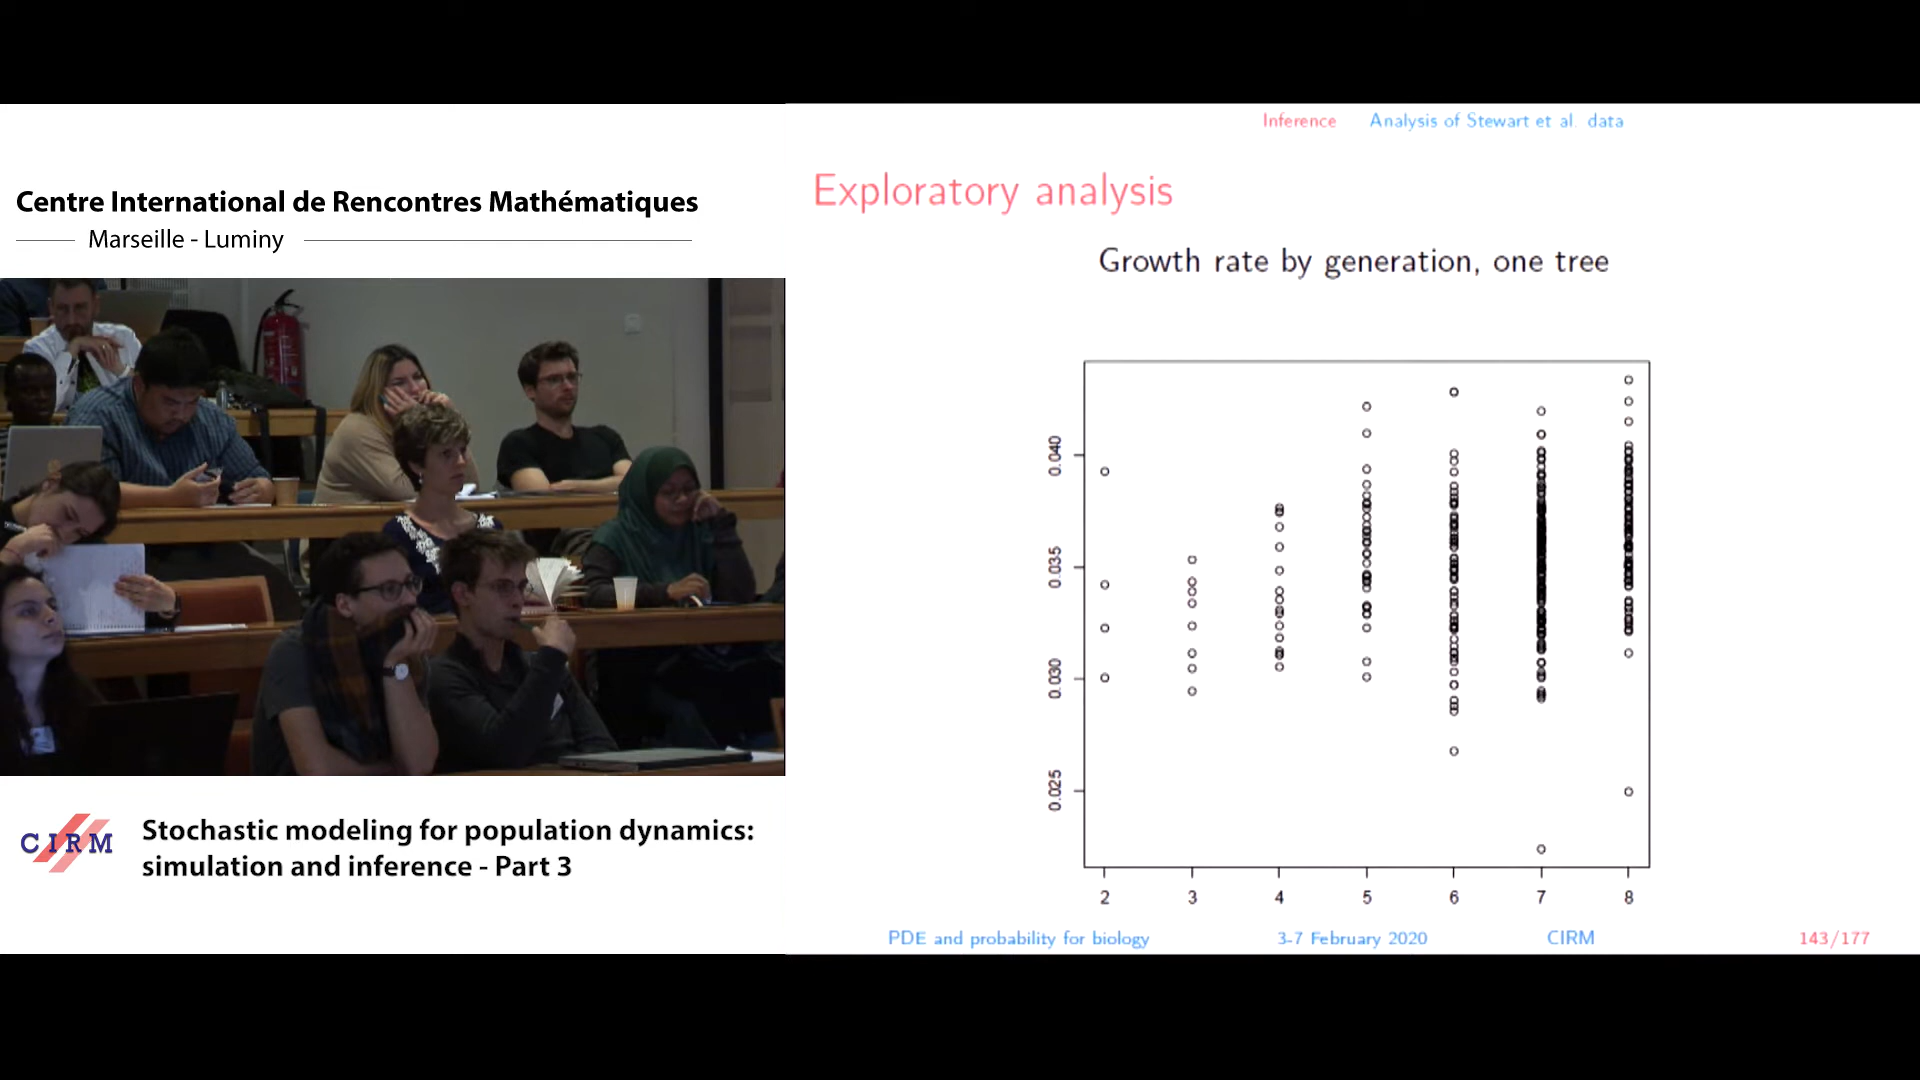 Centre International de Rencontres Mathématiques
Marseille - Luminy
CIRM
Stochastic modeling for population dynamics:
simulation and inference - Part 3
Inference Analysis of Stewart et al. data
Exploratory analysis
Growth rate by generation, one tree
0.040
0.035
0.030
0.025
2 3 4 5 6 7 8
PDE and probability for biology 3-7 February 2020 CIRM 143/177